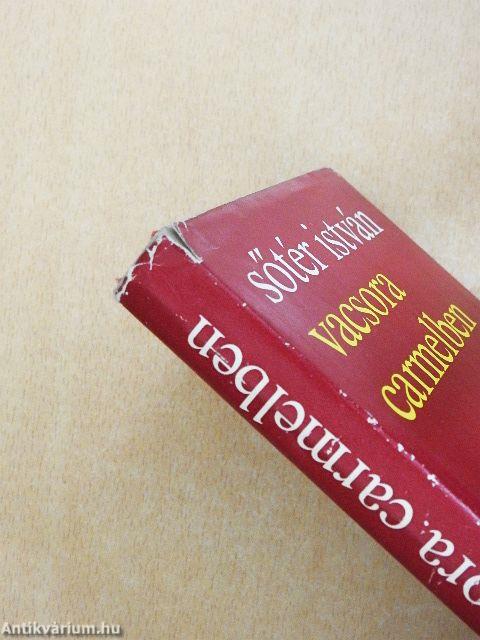 sőtér istván
vacsora
carmelben
ora. carmelben
Antikvárium.hu